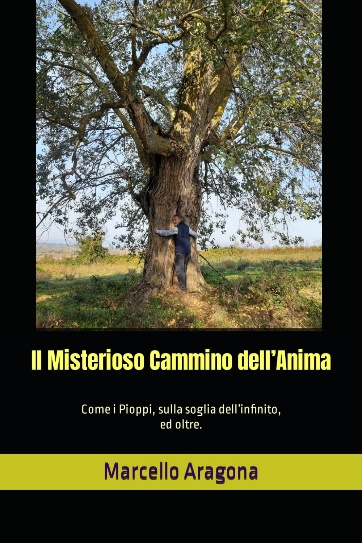 Il Misterioso Cammino dell’Anima
Come i Pioppi, sulla soglia dell’infinito,
ed oltre.
Marcello Aragona